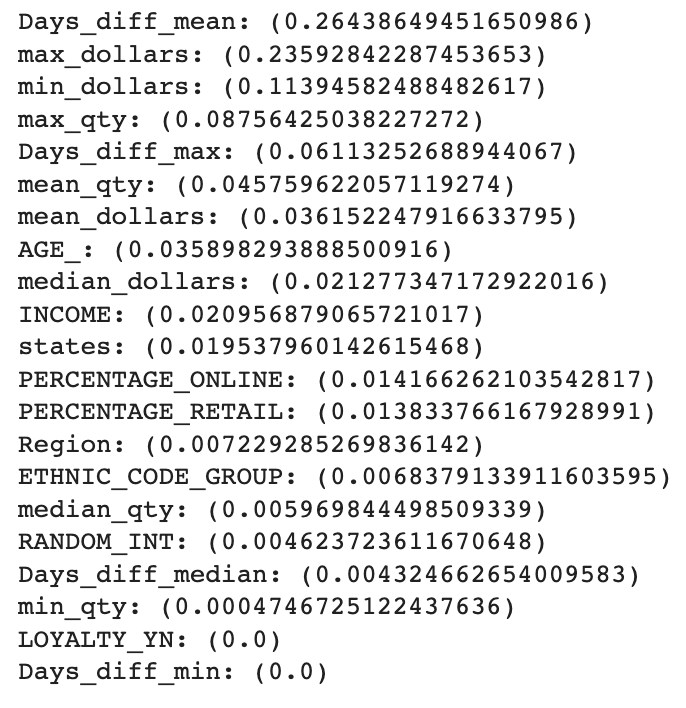 Days_diff_mean: (0.26438649451650986)
max_dollars: (0.23592842287453653)
min_dollars: (0.11394582488482617)
max_qty: (0.08756425038227272)
Days_diff_max: (0.06113252688944067)
mean_qty: (0.045759622057119274)
mean_dollars: (0.036152247916633795)
AGE_: (0.035898293888500916)
median_dollars: (0.021277347172922016)
INCOME: (0.020956879065721017)
states: (0.019537960142615468)
PERCENTAGE_ONLINE: (0.014166262103542817)
PERCENTAGE_RETAIL: (0.013833766167928991)
Region: (0.007229285269836142)
ETHNIC_CODE_GROUP: (0.0068379133911603595)
median_qty: (0.005969844498509339)
RANDOM_INT: (0.004623723611670648)
Days_diff_median: (0.004324662654009583)
min_qty: (0.0004746725122437636)
LOYALTY_YN: (0.0)
Days_diff_min: (0.0)